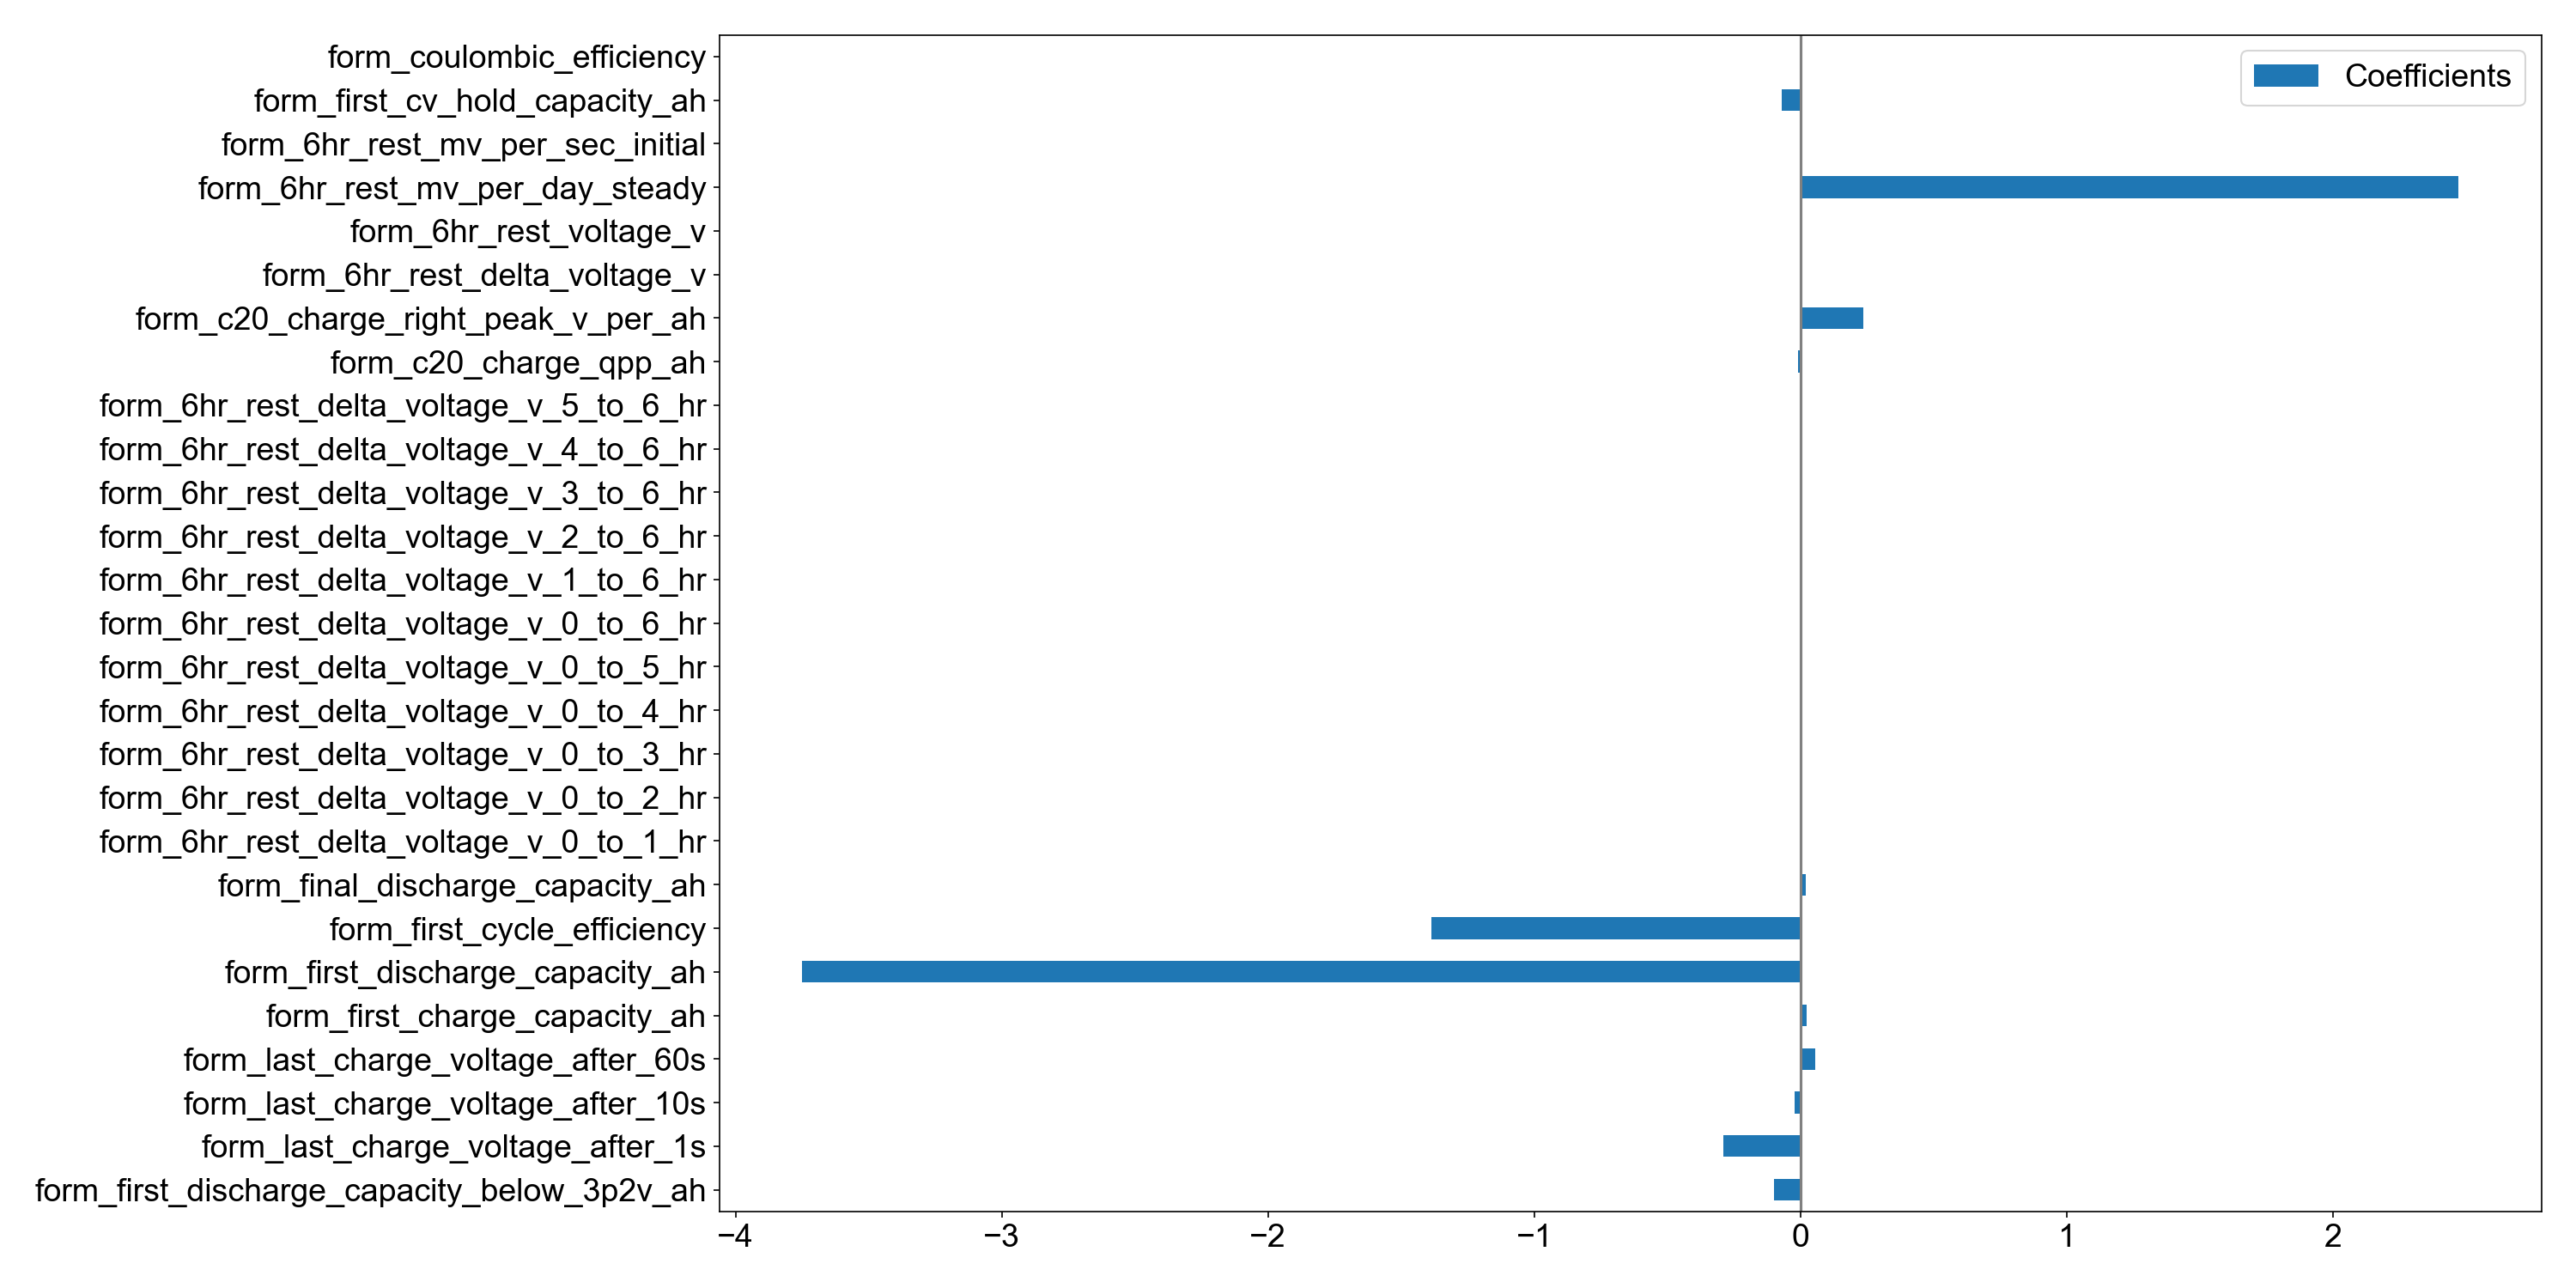 form_coulombic_efficiency
form_first_cv_hold_capacity_ah
form_6hr_rest_mv_per_sec_initial
form_6hr_rest_mv_per_day_steady
form_6hr_rest_voltage_v
form_6hr_rest_delta_voltage_v
form_c20_charge_right_peak_v_per_ah
form_c20_charge_qpp_ah
form_6hr_rest_delta_voltage_v_5_to_6_hr
form_6hr_rest_delta_voltage_v_4_to_6_hr
form_6hr_rest_delta_voltage_v_3_to_6_hr
form_6hr_rest_delta_voltage_v_2_to_6_hr
form_6hr_rest_delta_voltage_v_1_to_6_hr
form_6hr_rest_delta_voltage_v_0_to_6_hr
form_6hr_rest_delta_voltage_v_0_to_5_hr
form_6hr_rest_delta_voltage_v_0_to_4_hr
form_6hr_rest_delta_voltage_v_0_to_3_hr
form_6hr_rest_delta_voltage_v_0_to_2_hr
form_6hr_rest_delta_voltage_v_0_to_1_hr
form_final_discharge_capacity_ah
form_first_cycle_efficiency
form_first_discharge_capacity_ah
form_first_charge_capacity_ah
form_last_charge_voltage_after_60s
form_last_charge_voltage_after_10s
form_last_charge_voltage_after_1s
form_first_discharge_capacity_below_3p2v_ah
Coefficients
−4 −3 −2 −1 0 1 2